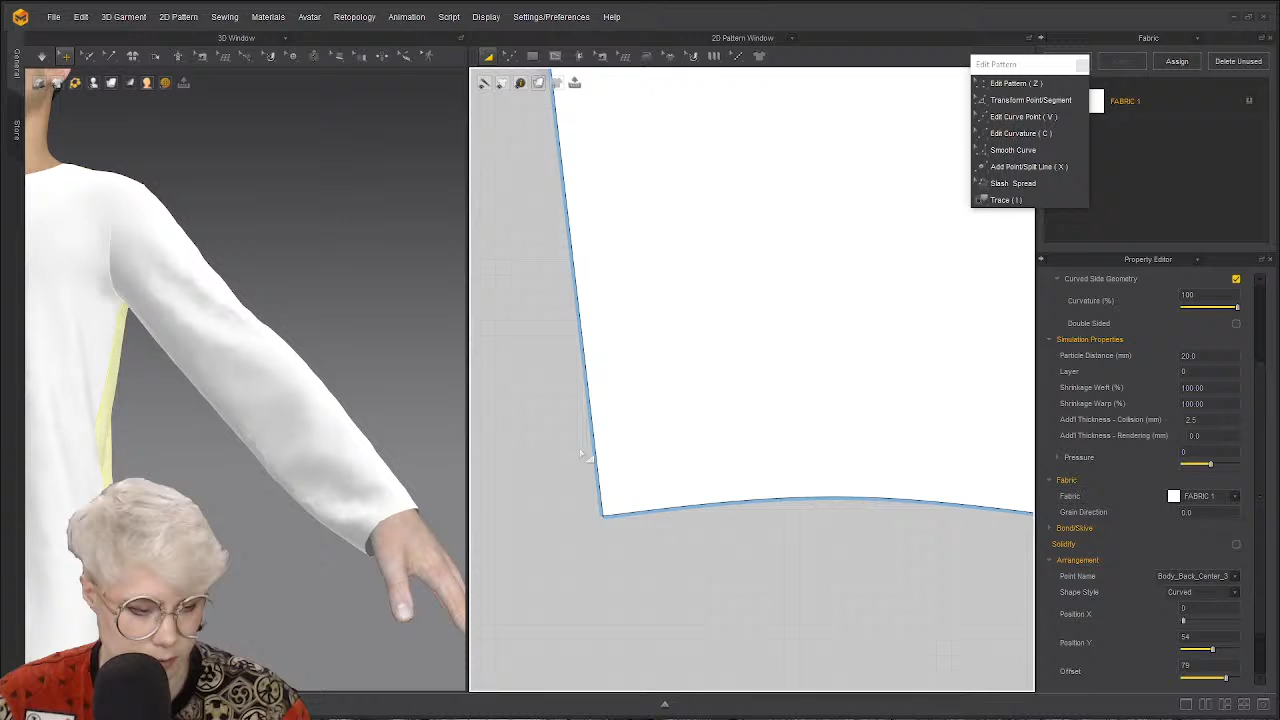 File Edit 3D Garment 2D Pattern Sewing Materials Avatar Retopology Animation Script Display Settings/Preferences Help
General
Store
3D Window
2D Pattern Window
Edit Pattern
Edit Pattern ( Z )
Transform Point/Segment
Edit Curve Point ( V )
Edit Curvature ( C )
Smooth Curve
Add Point/Split Line ( X )
Slash Spread
Trace ( I )
Fabric
Assign Delete Unused
FABRIC 1
Property Editor
Curved Side Geometry
Curvature (%) 100
Double Sided
Simulation Properties
Particle Distance (mm) 20.0
Layer 0
Shrinkage Weft (%) 100.00
Shrinkage Warp (%) 100.00
Add'l Thickness - Collision (mm) 2.5
Add'l Thickness - Rendering (mm) 0.0
Pressure 0
Fabric
Fabric FABRIC 1
Grain Direction 0.0
Bond/Skive
Solidify
Arrangement
Point Name Body_Back_Center_3
Shape Style Curved
Position X 0
Position Y 54
Offset 79